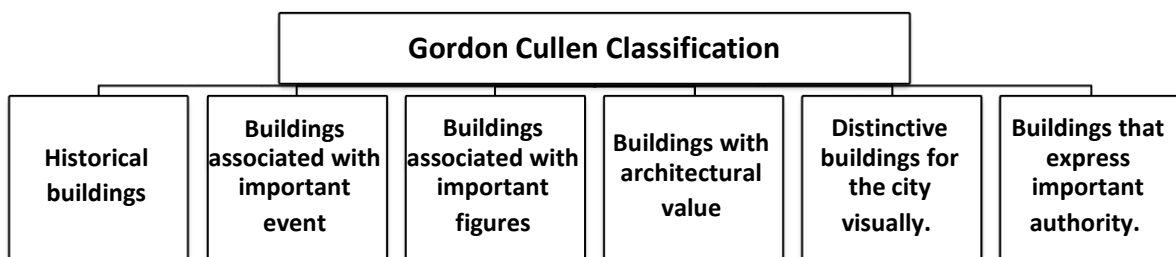 Gordon Cullen Classification
Historical
buildings
Buildings
associated with
important
event
Buildings
associated with
important
figures
Buildings with
architectural
value
Distinctive
buildings for
the city
visually.
Buildings that
express
important
authority.